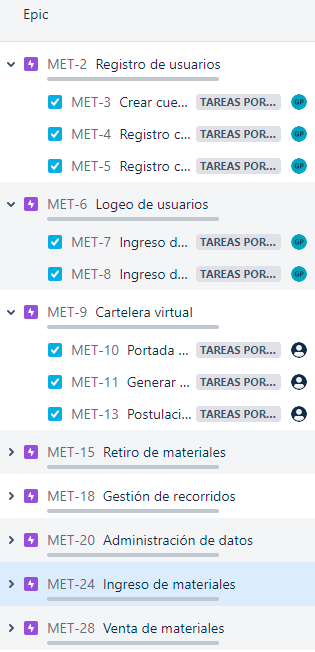 Epic
MET-2 Registro de usuarios
MET-3 Crear cue... TAREAS POR... GP
MET-4 Registro c... TAREAS POR... GP
MET-5 Registro c... TAREAS POR... GP
MET-6 Logeo de usuarios
MET-7 Ingreso d... TAREAS POR... GP
MET-8 Ingreso d... TAREAS POR... GP
MET-9 Cartelera virtual
MET-10 Portada ... TAREAS POR...
MET-11 Generar ... TAREAS POR...
MET-13 Postulaci... TAREAS POR...
MET-15 Retiro de materiales
MET-18 Gestión de recorridos
MET-20 Administración de datos
MET-24 Ingreso de materiales
MET-28 Venta de materiales